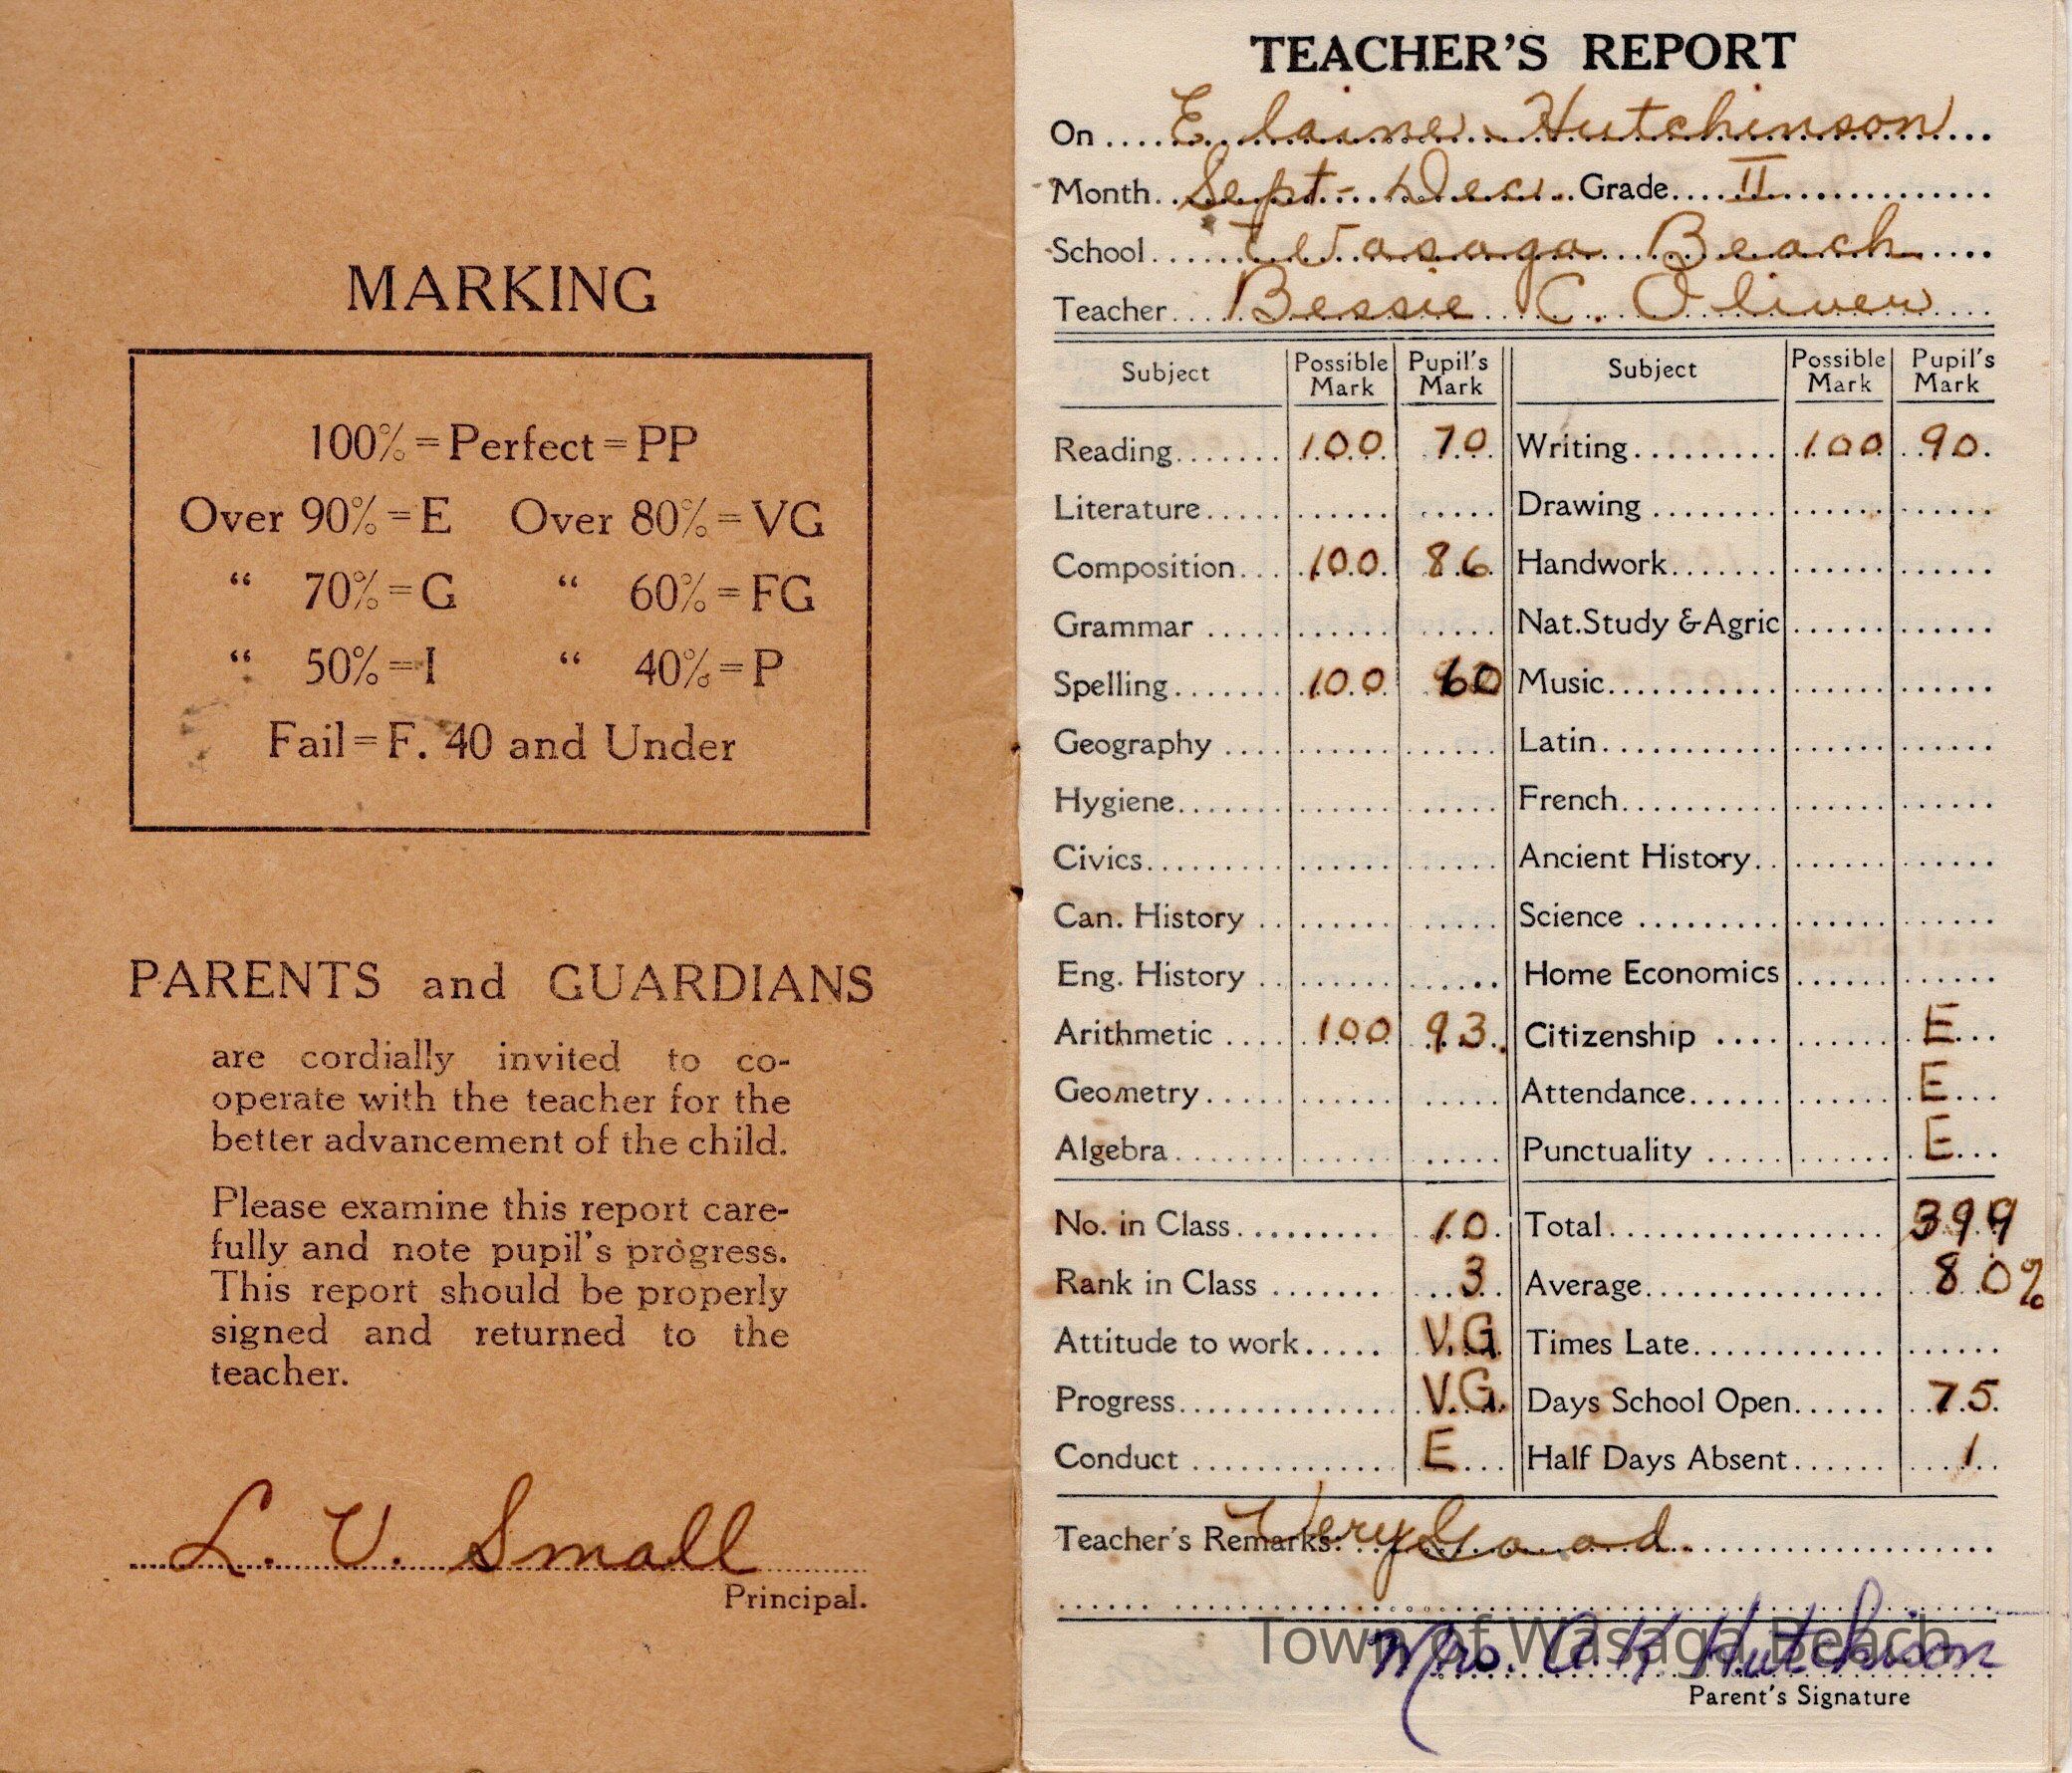 MARKING
100% = Perfect = PP
Over 90% = E Over 80% = VG
“ 70% = G “ 60% = FG
“ 50% = I “ 40% = P
Fail = F. 40 and Under
PARENTS and GUARDIANS
are cordially invited to co-
operate with the teacher for the
better advancement of the child.
Please examine this report care-
fully and note pupil's progress.
This report should be properly
signed and returned to the
teacher.
L. V. Small
Principal.
TEACHER'S REPORT
On .... Elaine Hutchinson
Month.. Sept - Dec. Grade.... II
School...... Wasaga Beach
Teacher.... Bessie C. Oliver
Subject Possible Mark Pupil's Mark Subject Possible Mark Pupil's Mark
Reading 100 70 Writing 100 90
Literature Drawing
Composition 100 86 Handwork
Grammar Nat.Study & Agric
Spelling 100 60 Music
Geography Latin
Hygiene French
Civics Ancient History
Can. History Science
Eng. History Home Economics
Arithmetic 100 93 Citizenship E
Geometry Attendance E
Algebra Punctuality E
No. in Class 10 Total 399
Rank in Class 3 Average 80%
Attitude to work V.G. Times Late
Progress V.G. Days School Open 75
Conduct E Half Days Absent 1
Teacher's Remarks: Very Good
Town of Wasaga Beach
Mrs. A K Hutchison
Parent's Signature